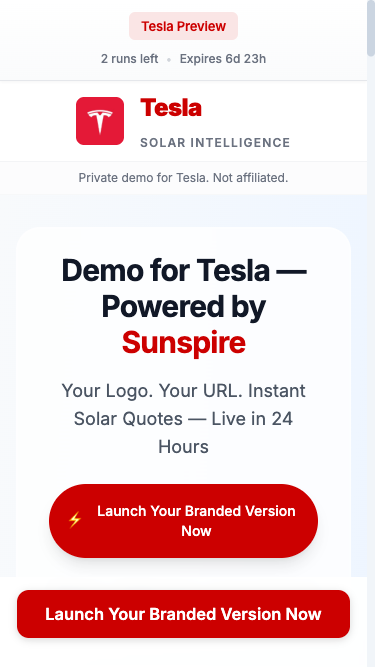 Tesla Preview
2 runs left • Expires 6d 23h
Tesla
SOLAR INTELLIGENCE
Private demo for Tesla. Not affiliated.
Demo for Tesla —
Powered by
Sunspire
Your Logo. Your URL. Instant
Solar Quotes — Live in 24
Hours
⚡ Launch Your Branded Version
Now
Launch Your Branded Version Now